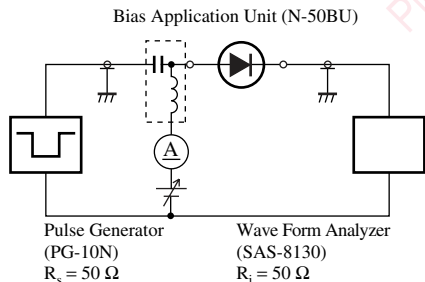 Bias Application Unit (N-50BU)
A
Pulse Generator
(PG-10N)
Rs = 50 Ω
Wave Form Analyzer
(SAS-8130)
Ri = 50 Ω